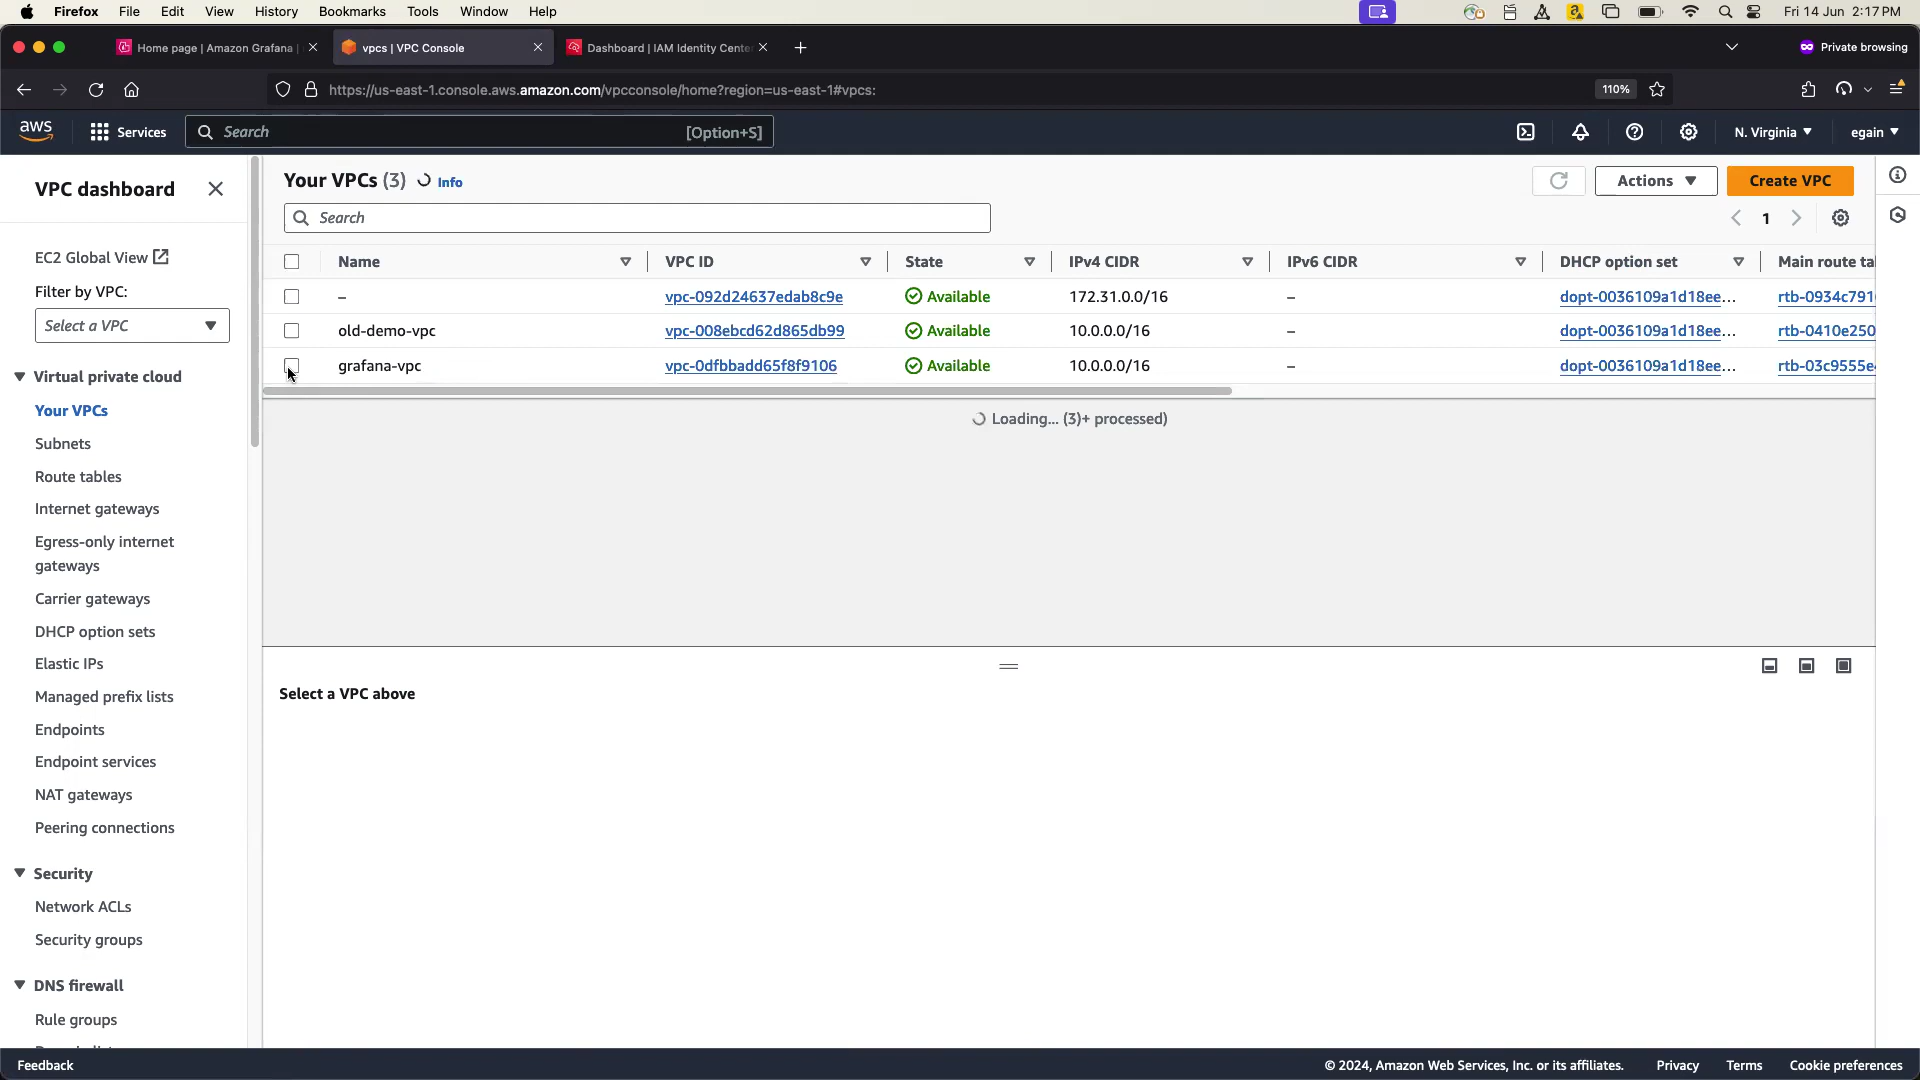 Firefox File Edit View History Bookmarks Tools Window Help Fri 14 Jun 2:17 PM
Home page | Amazon Grafana | vpcs | VPC Console Dashboard | IAM Identity Center Private browsing
https://us-east-1.console.aws.amazon.com/vpcconsole/home?region=us-east-1#vpcs: 110%
aws Services Search [Option+S] N. Virginia egain
VPC dashboard
EC2 Global View
Filter by VPC:
Select a VPC
Virtual private cloud
Your VPCs
Subnets
Route tables
Internet gateways
Egress-only internet
gateways
Carrier gateways
DHCP option sets
Elastic IPs
Managed prefix lists
Endpoints
Endpoint services
NAT gateways
Peering connections
Security
Network ACLs
Security groups
DNS firewall
Rule groups
Your VPCs (3) Info Actions Create VPC
Search 1
Name VPC ID State IPv4 CIDR IPv6 CIDR DHCP option set Main route ta
– vpc-092d24637edab8c9e Available 172.31.0.0/16 – dopt-0036109a1d18ee... rtb-0934c791
old-demo-vpc vpc-008ebcd62d865db99 Available 10.0.0.0/16 – dopt-0036109a1d18ee... rtb-0410e250
grafana-vpc vpc-0dfbbadd65f8f9106 Available 10.0.0.0/16 – dopt-0036109a1d18ee... rtb-03c9555e
Loading... (3)+ processed)
Select a VPC above
Feedback © 2024, Amazon Web Services, Inc. or its affiliates. Privacy Terms Cookie preferences